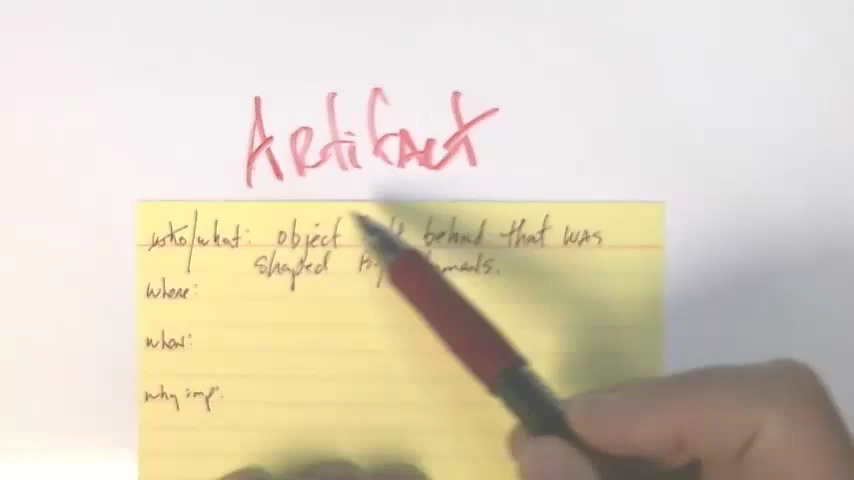 Artifact
who/what: object behind that was
shaped
where:
when:
why imp: